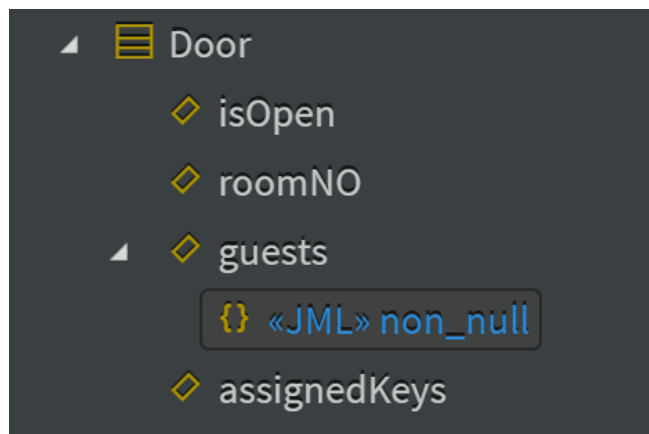 Door
isOpen
roomNO
guests
{} «JML» non_null
assignedKeys